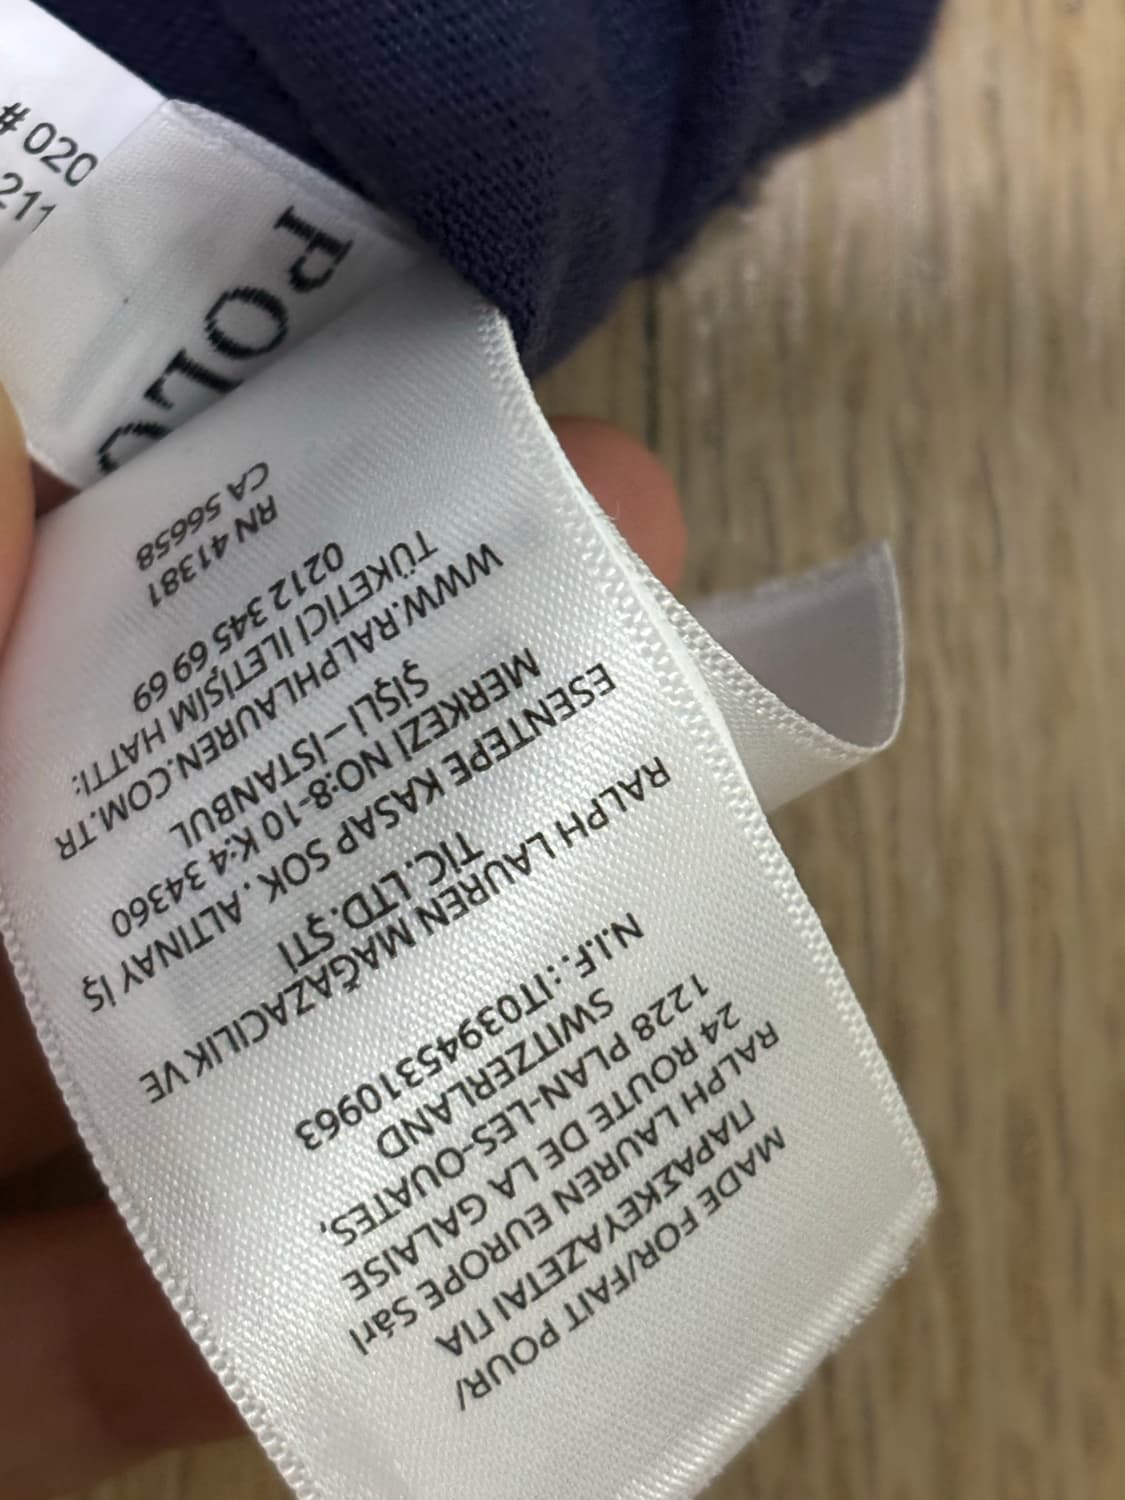 # 020
211
POLO
MADE FOR/FAIT POUR/
ΠΑΡΑΣΚΕΥΑΖΕΤΑΙ ΓΙΑ
RALPH LAUREN EUROPE Sárl
24 ROUTE DE LA GALAISE
1228 PLAN-LES-OUATES,
SWITZERLAND
N.I.F.: IT03945310963
RALPH LAUREN MAĞAZACILIK VE
TİC. LTD.ŞTİ
ESENTEPE KASAP SOK. ALTINAY İŞ
MERKEZİ NO:8-10 K:4 34360
ŞİŞLİ-İSTANBUL
WWW.RALPHLAUREN.COM.TR
TÜKETİCİ İLETİŞİM HATTI:
0212 345 69 69
RN 41381
CA 56658